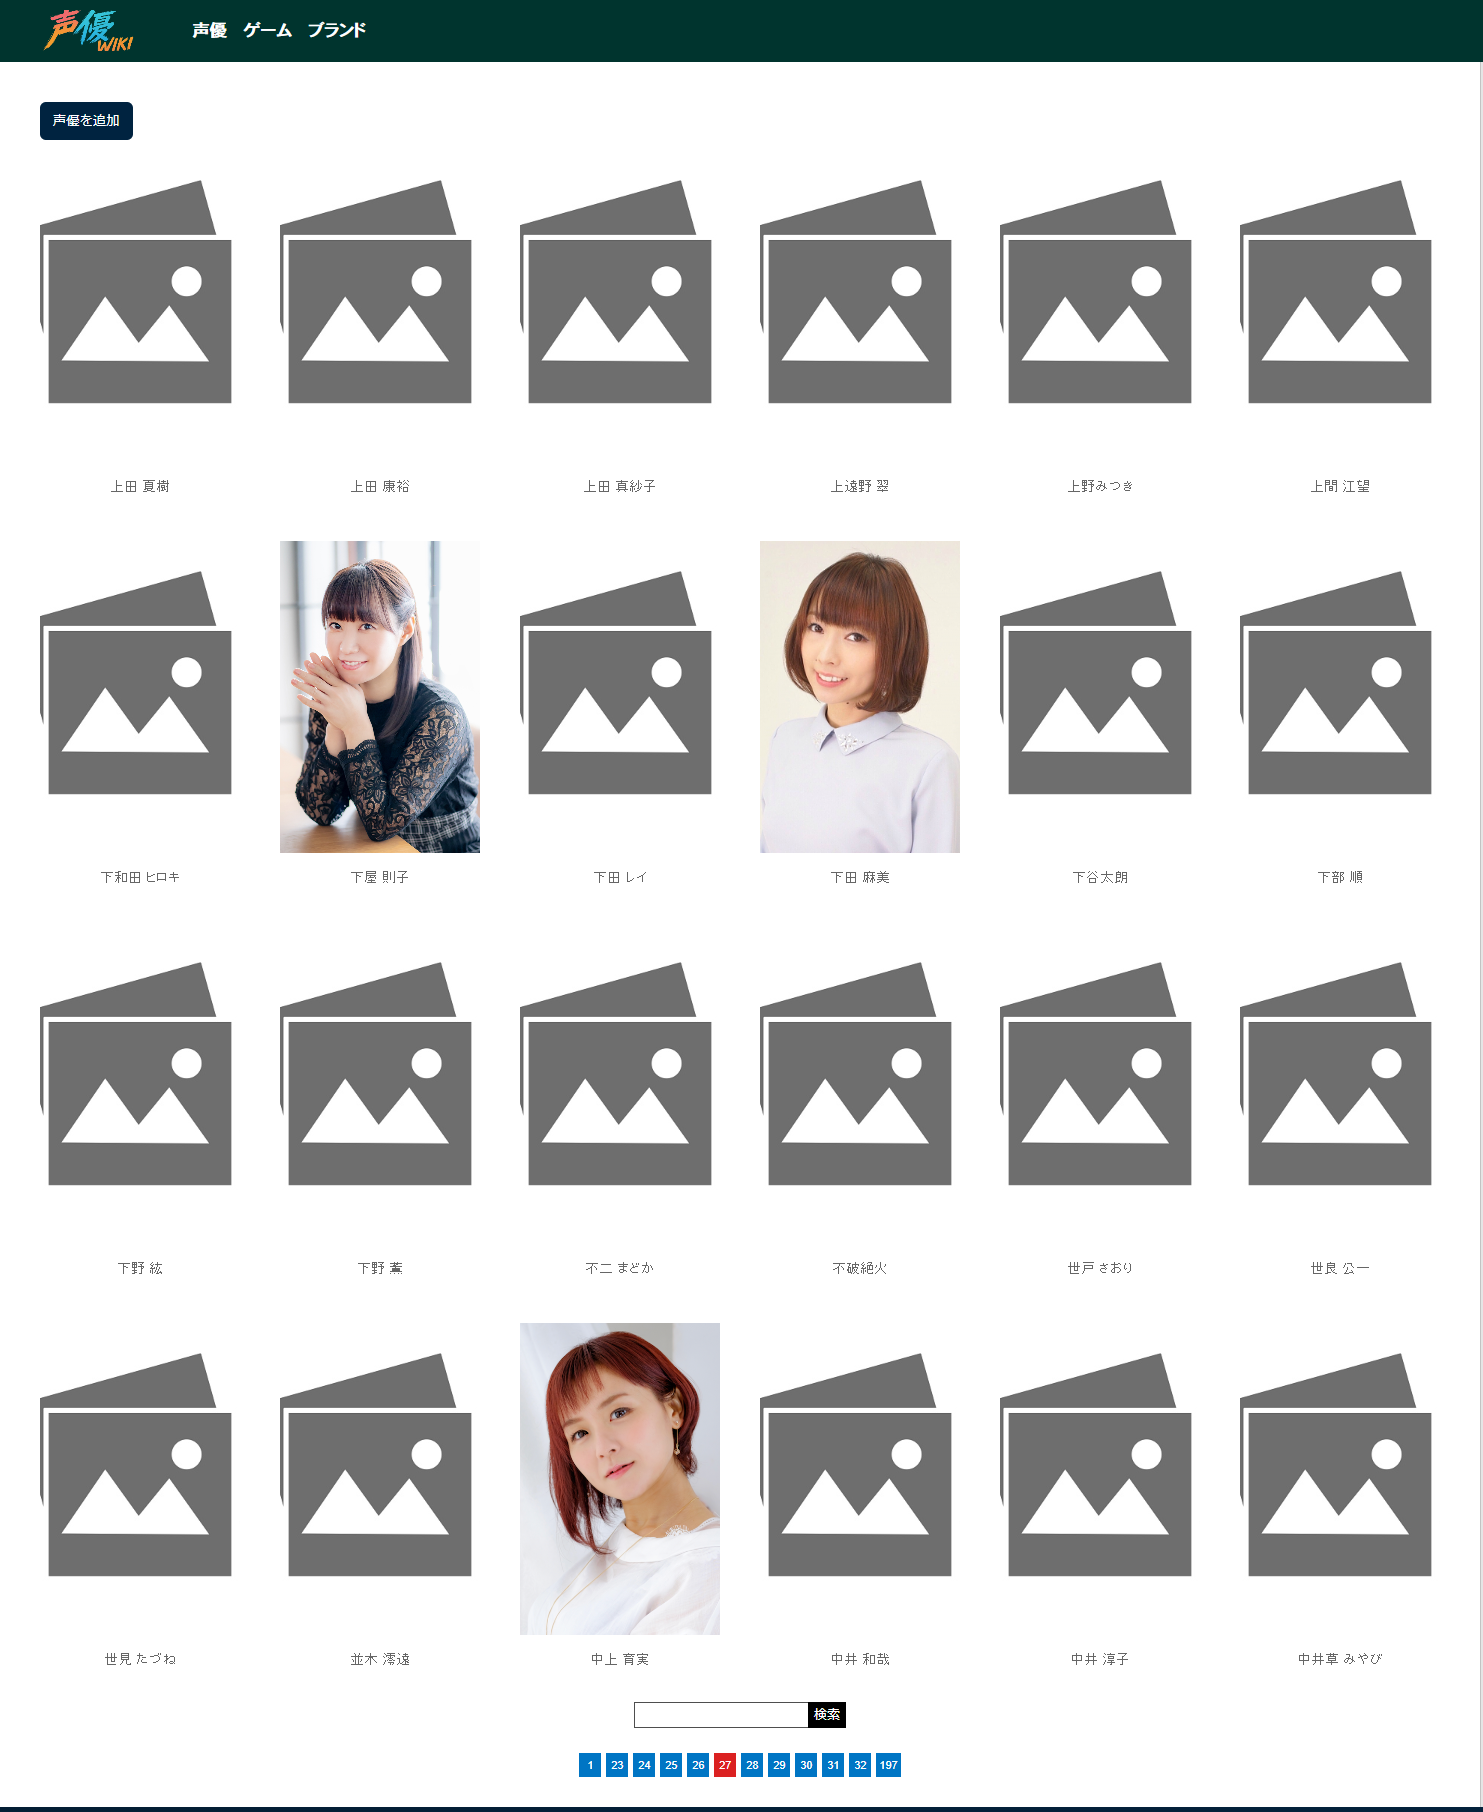 声優WIKI
声優 ゲーム ブランド
声優を追加
上田 夏樹
上田 康裕
上田 真紗子
上遠野 翠
上野みつき
上間 江望
下和田 ヒロキ
下屋 則子
下田 レイ
下田 麻美
下谷太朗
下部 順
下野 紘
下野 薫
不二 まどか
不破絶火
世戸 さおり
世良 公一
世見 たづね
並木 澪遠
中上 育実
中井 和哉
中井 淳子
中井草 みやび
検索
1 23 24 25 26 27 28 29 30 31 32 197